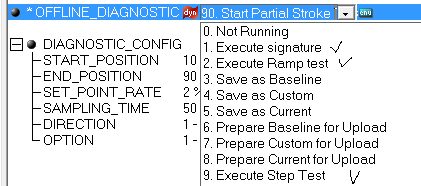 * OFFLINE_DIAGNOSTIC dyn 90. Start Partial Stroke enu
DIAGNOSTIC_CONFIG
START_POSITION 10
END_POSITION 90
SET_POINT_RATE 2 %
SAMPLING_TIME 50
DIRECTION 1 -
OPTION 1 -
0. Not Running
1. Execute signature ✓
2. Execute Ramp test ✓
3. Save as Baseline
4. Save as Custom
5. Save as Current
6. Prepare Baseline for Upload
7. Prepare Custom for Upload
8. Prepare Current for Upload
9. Execute Step Test ✓